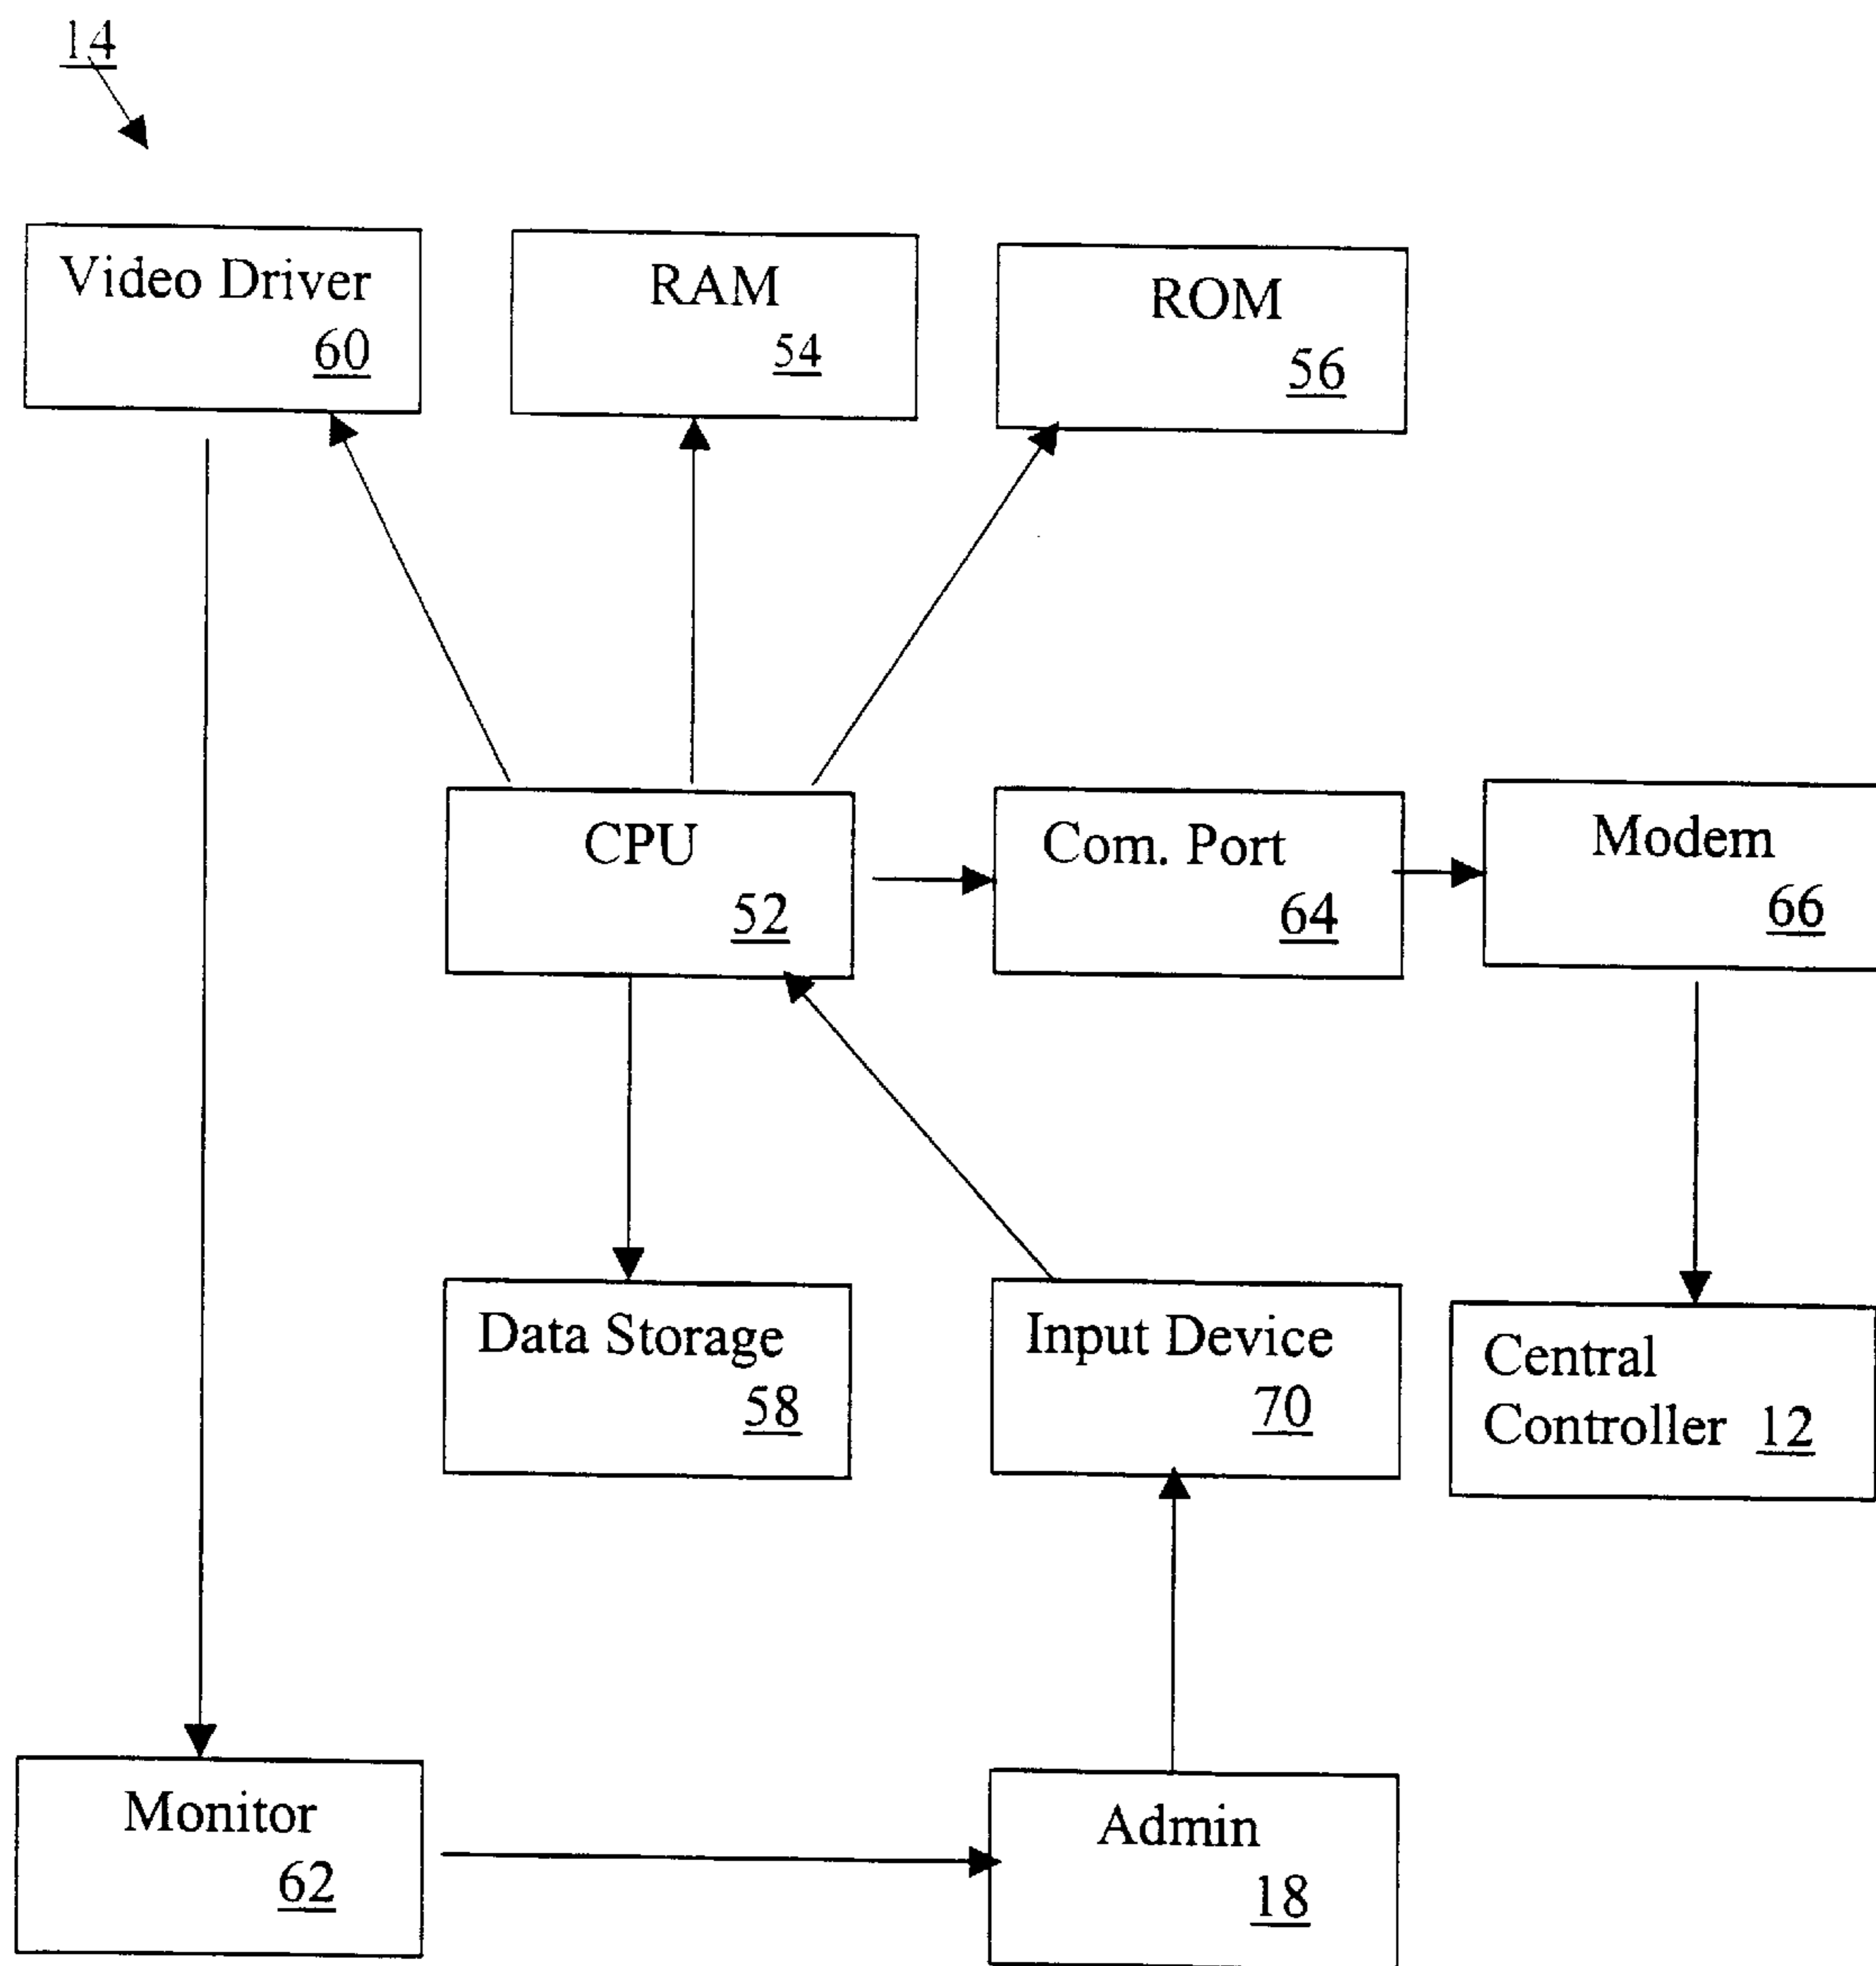 14
Video Driver
60
RAM
54
ROM
56
CPU
52
Com. Port
64
Modem
66
Data Storage
58
Input Device
70
Central
Controller 12
Monitor
62
Admin
18